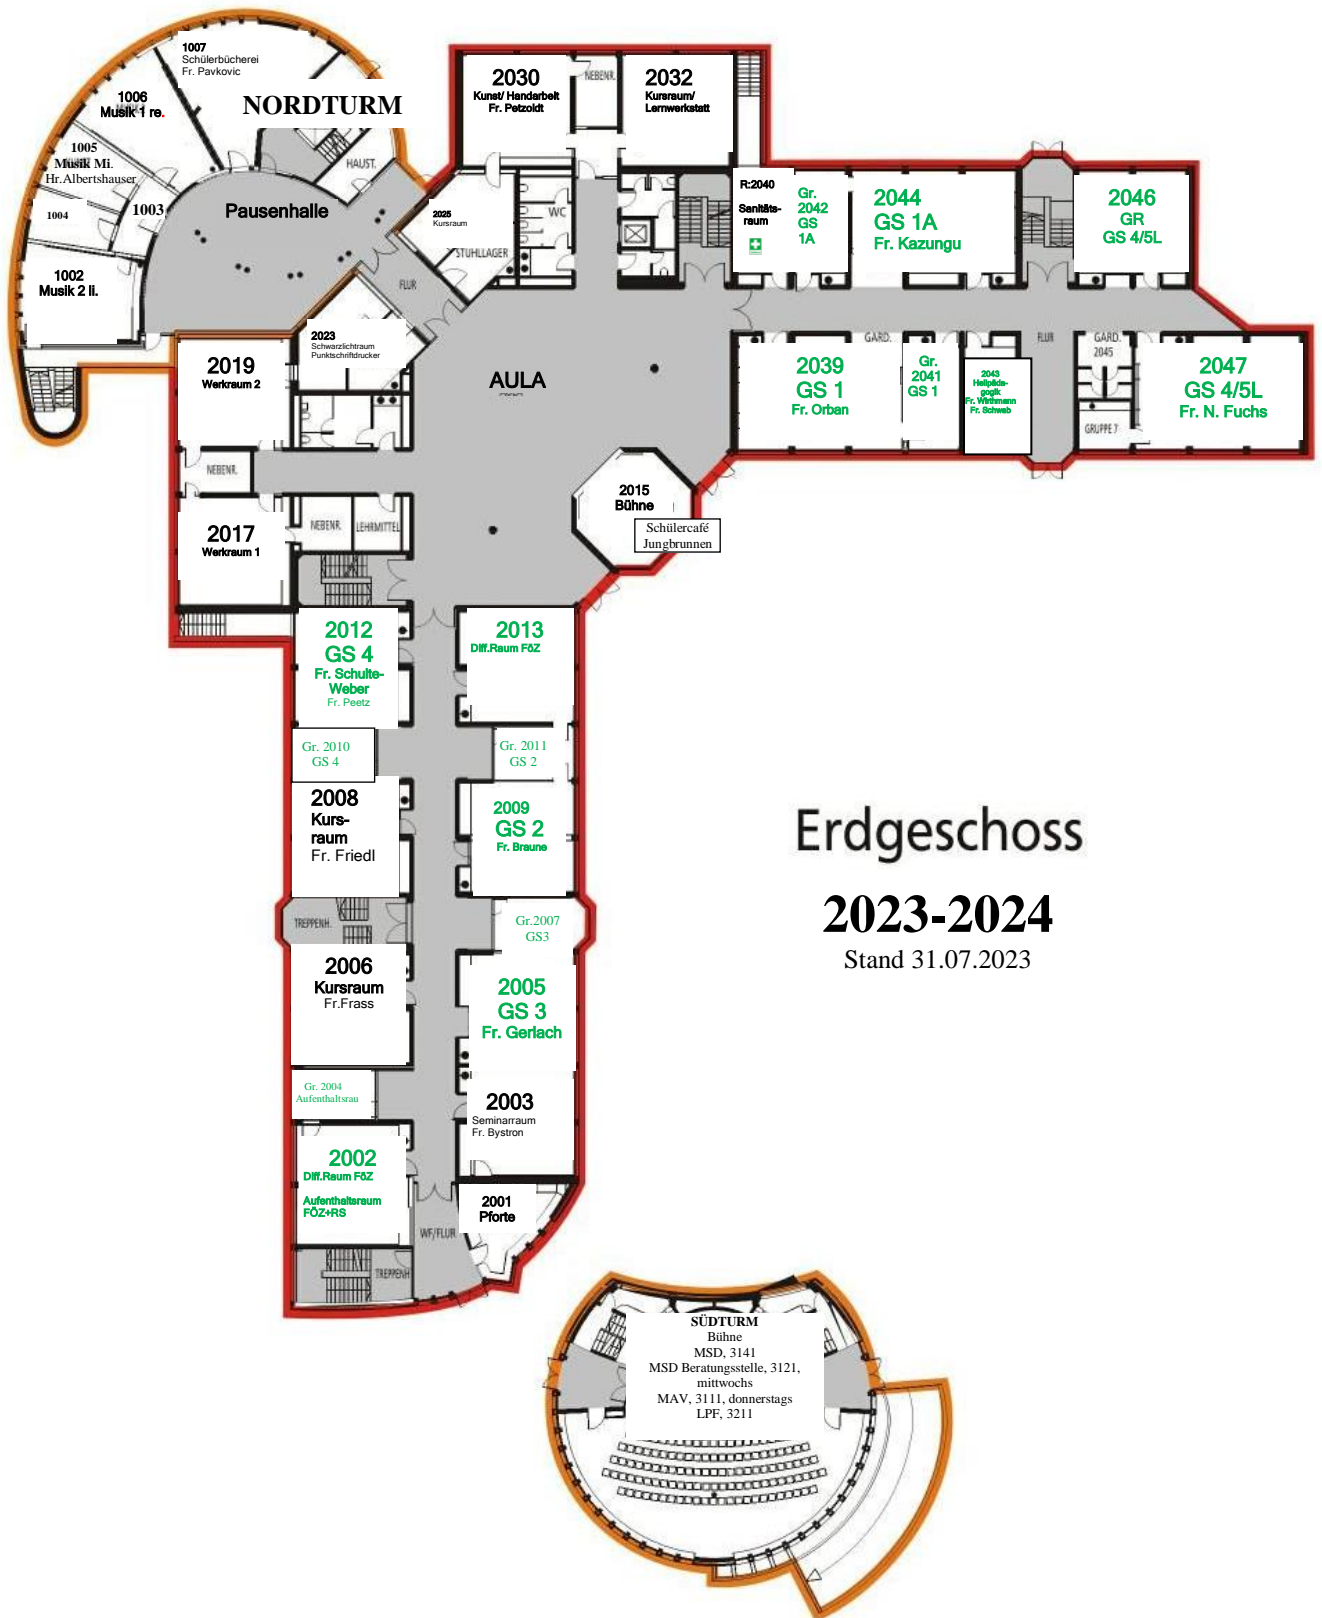 1007
Schülerbücherei
Fr. Pavkovic
NORDTURM
1006
Musik 1 re.
1005
Musik Mi.
Hr.Albertshauser
1004
1003
1002
Musik 2 li.
Pausenhalle
HAUST.
2030
Kunst/ Handarbeit
Fr. Petzoldt
NEBENR.
2032
Kursraum/
Lernwerkstatt
2025
Kursraum
STUHLLAGER
WC
FLUR
R:2040
Sanitäts-
raum
Gr.
2042
GS
1A
2044
GS 1A
Fr. Kazungu
2046
GR
GS 4/5L
2023
Schwarzlichtraum
Punktschriftdrucker
2019
Werkraum 2
AULA
2039
GS 1
Fr. Orban
GARD.
Gr.
2041
GS 1
2043
Heilpäda-
gogik
Fr. Wirthmann
Fr. Schwab
FLUR
GARD.
2045
GRUPPE 7
2047
GS 4/5L
Fr. N. Fuchs
NEBENR.
2017
Werkraum 1
NEBENR.
LEHRMITTEL
2015
Bühne
Schülercafé
Jungbrunnen
2012
GS 4
Fr. Schulte-
Weber
Fr. Peetz
2013
Diff.Raum FöZ
Gr. 2010
GS 4
Gr. 2011
GS 2
2008
Kurs-
raum
Fr. Friedl
2009
GS 2
Fr. Braune
Erdgeschoss
2023-2024
Stand 31.07.2023
TREPPENH.
Gr.2007
GS3
2006
Kursraum
Fr.Frass
2005
GS 3
Fr. Gerlach
Gr. 2004
Aufenthaltsrau
2003
Seminarraum
Fr. Bystron
2002
Diff.Raum FöZ
Aufenthaltsraum
FÖZ+RS
2001
Pforte
WF/FLUR
TREPPENH
SÜDTURM
Bühne
MSD, 3141
MSD Beratungsstelle, 3121,
mittwochs
MAV, 3111, donnerstags
LPF, 3211